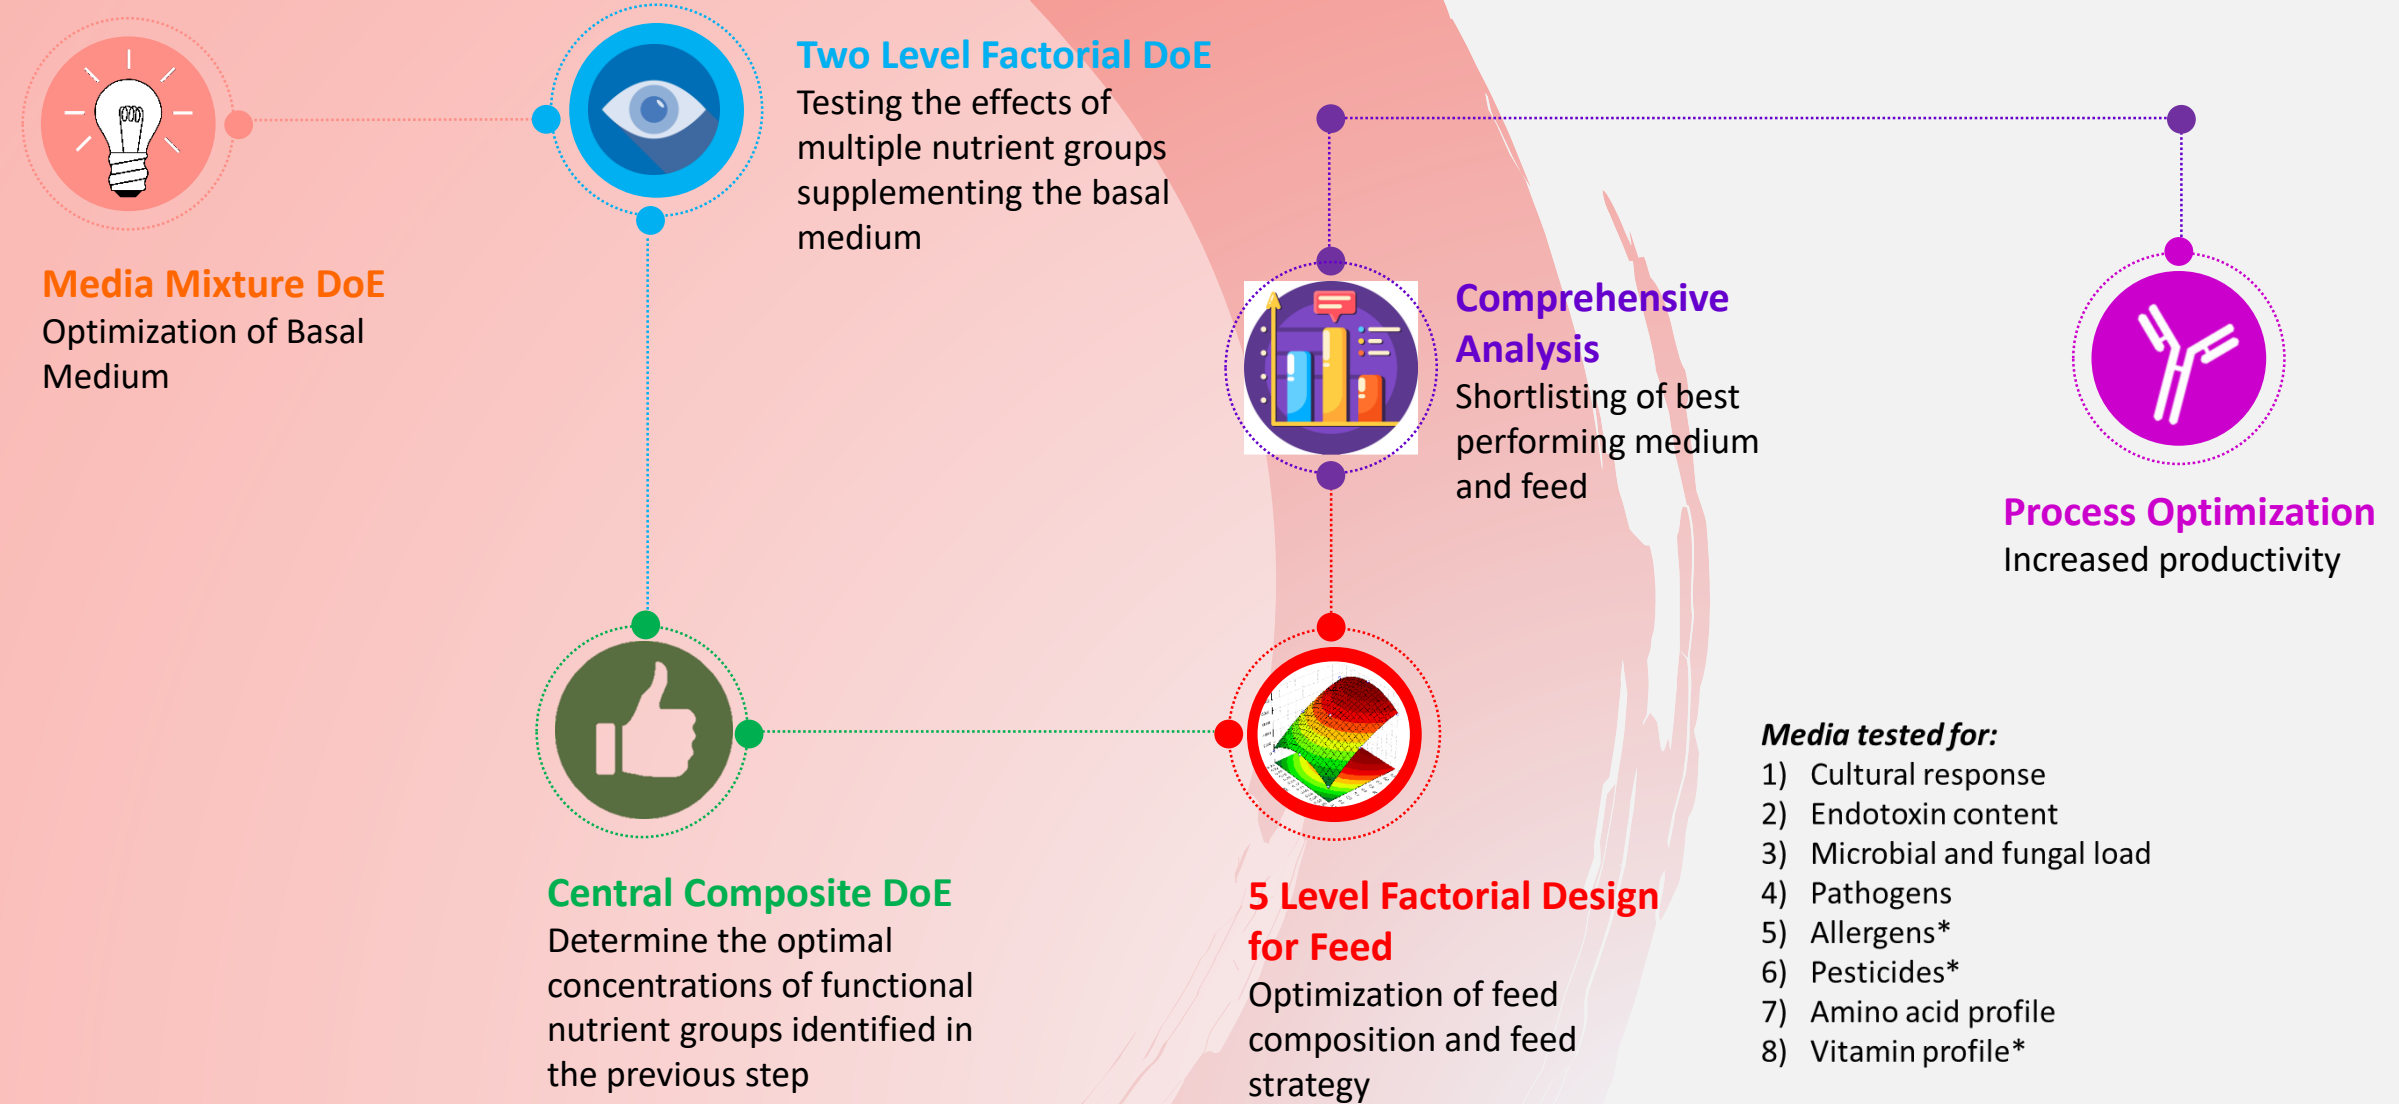 Media Mixture DoE
Optimization of Basal
Medium
Two Level Factorial DoE
Testing the effects of
multiple nutrient groups
supplementing the basal
medium
Central Composite DoE
Determine the optimal
concentrations of functional
nutrient groups identified in
the previous step
5 Level Factorial Design
for Feed
Optimization of feed
composition and feed
strategy
Comprehensive
Analysis
Shortlisting of best
performing medium
and feed
Process Optimization
Increased productivity
Media tested for:
1) Cultural response
2) Endotoxin content
3) Microbial and fungal load
4) Pathogens
5) Allergens*
6) Pesticides*
7) Amino acid profile
8) Vitamin profile*